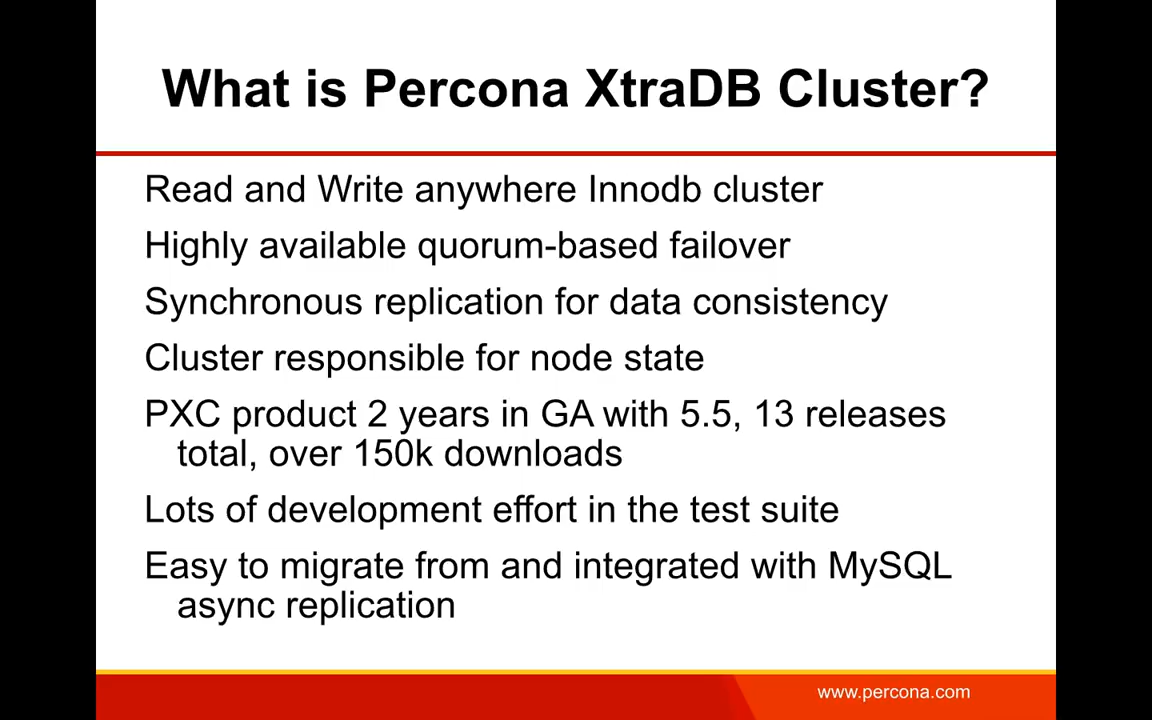 What is Percona XtraDB Cluster?
Read and Write anywhere Innodb cluster
Highly available quorum-based failover
Synchronous replication for data consistency
Cluster responsible for node state
PXC product 2 years in GA with 5.5, 13 releases
total, over 150k downloads
Lots of development effort in the test suite
Easy to migrate from and integrated with MySQL
async replication
www.percona.com